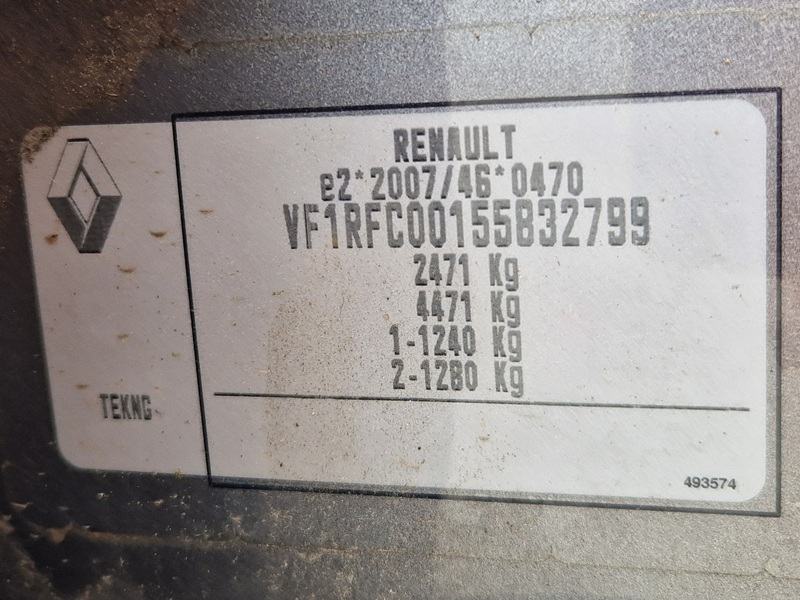 RENAULT
e2*2007/46*0470
VF1RFC00155832799
2471 Kg
4471 Kg
1-1240 Kg
2-1280 Kg
TEKNG
493574